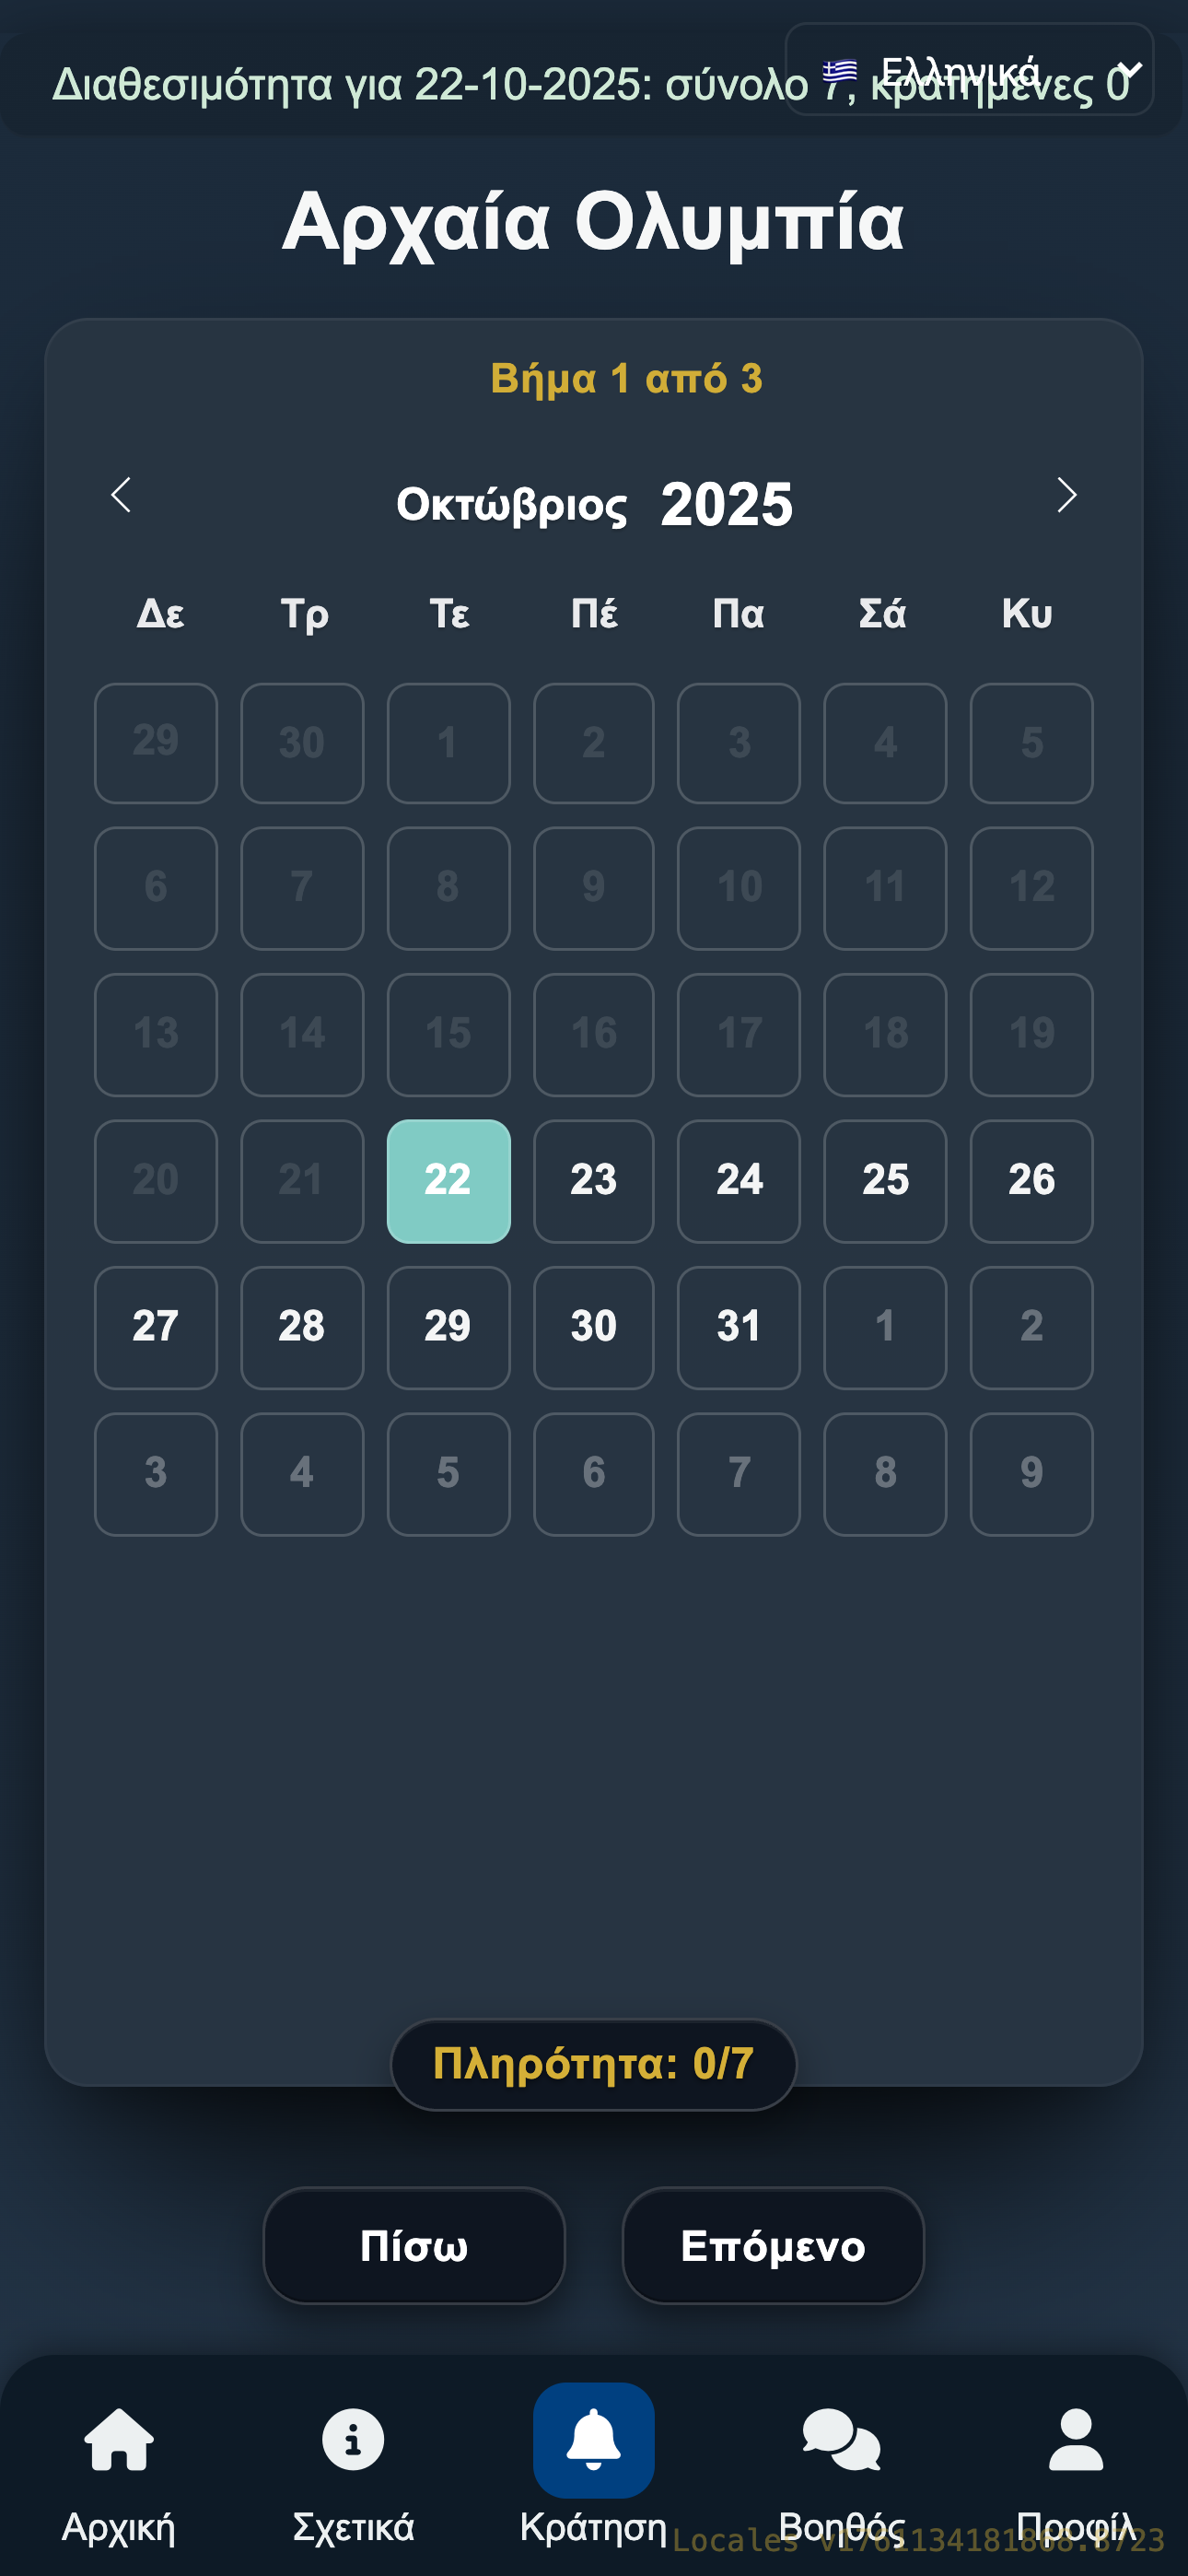 Διαθεσιμότητα για 22-10-2025: σύνολο 7, κρατημένες 0
Ελληνικά
Αρχαία Ολυμπία
Βήμα 1 από 3
Οκτώβριος 2025
Δε Τρ Τε Πέ Πα Σά Κυ
29 30 1 2 3 4 5
6 7 8 9 10 11 12
13 14 15 16 17 18 19
20 21 22 23 24 25 26
27 28 29 30 31 1 2
3 4 5 6 7 8 9
Πληρότητα: 0/7
Πίσω Επόμενο
Αρχική Σχετικά Κράτηση Βοηθός Προφίλ
Locales